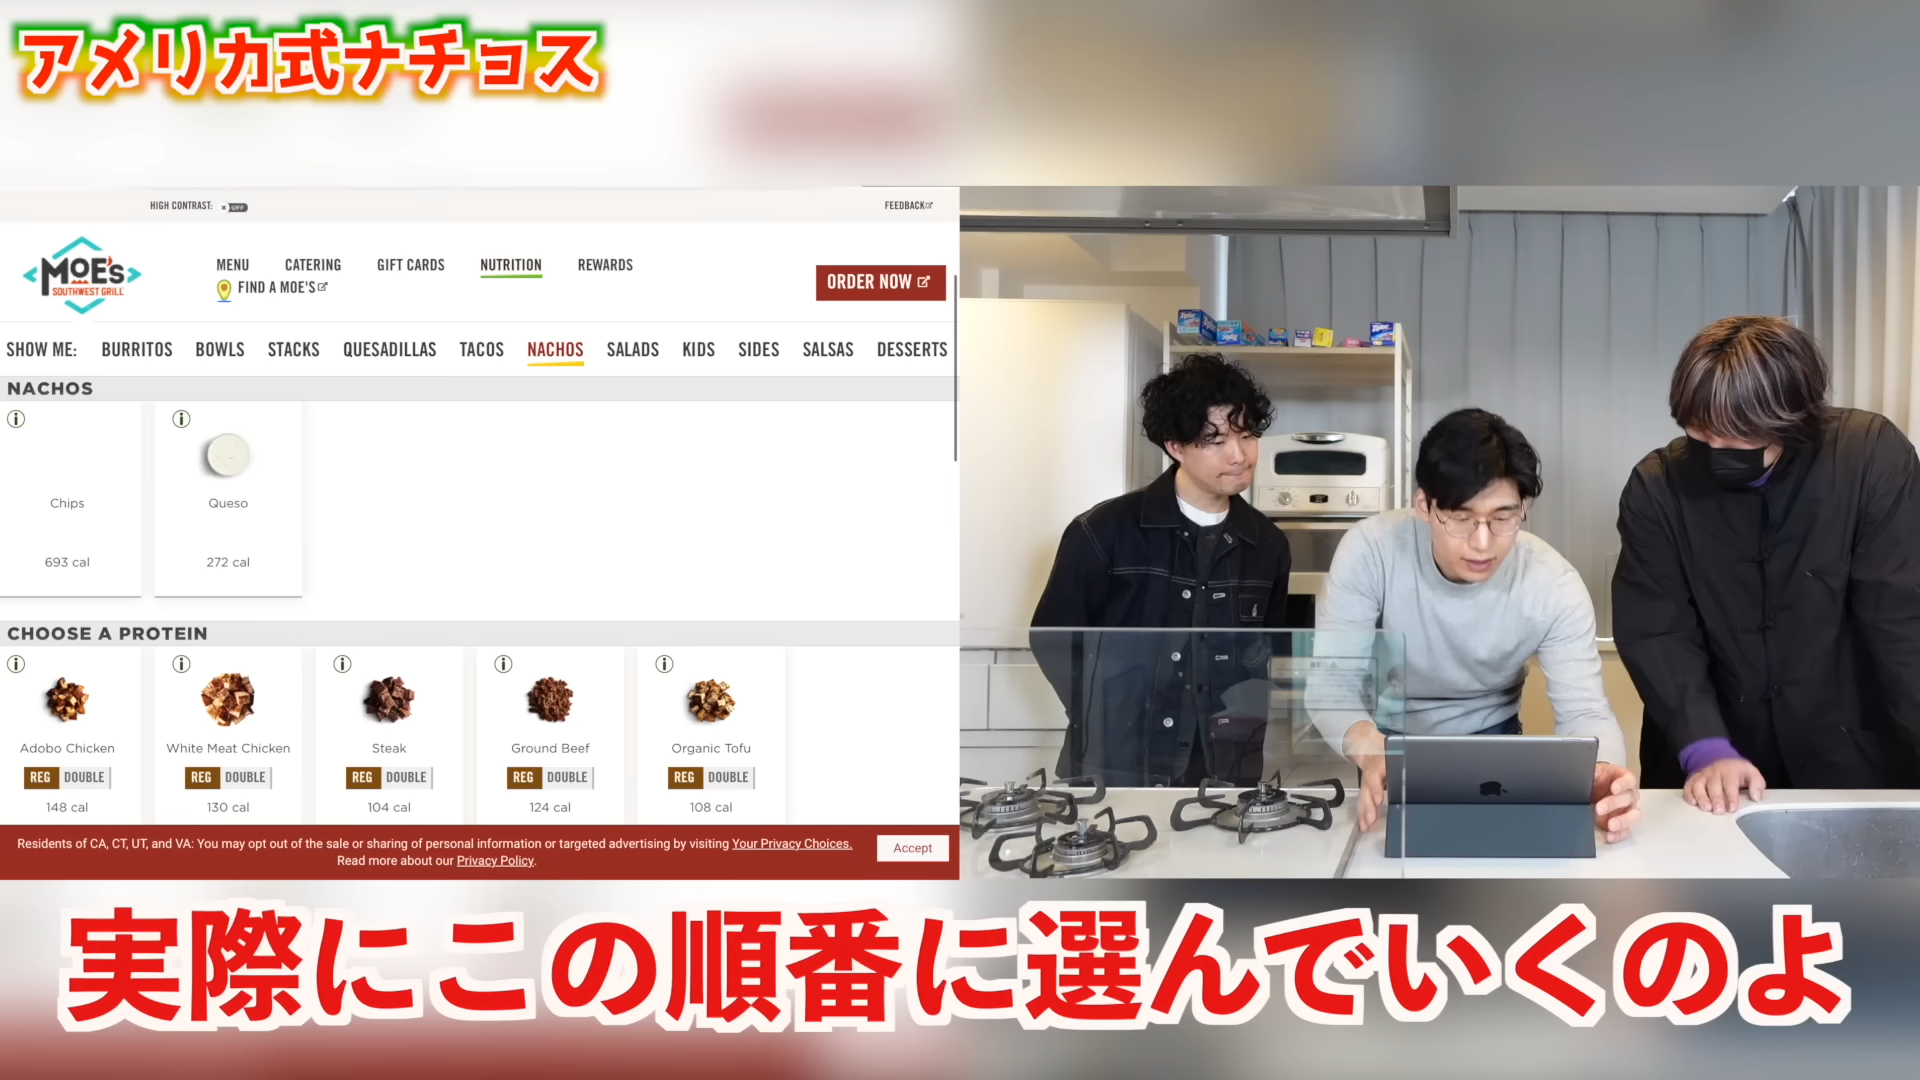 アメリカ式ナチョス
HIGH CONTRAST: OFF
FEEDBACK
MOE'S
SOUTHWEST GRILL
MENU CATERING GIFT CARDS NUTRITION REWARDS
FIND A MOE'S
ORDER NOW
SHOW ME: BURRITOS BOWLS STACKS QUESADILLAS TACOS NACHOS SALADS KIDS SIDES SALSAS DESSERTS
NACHOS
Chips
693 cal
Queso
272 cal
CHOOSE A PROTEIN
Adobo Chicken
REG DOUBLE
148 cal
White Meat Chicken
REG DOUBLE
130 cal
Steak
REG DOUBLE
104 cal
Ground Beef
REG DOUBLE
124 cal
Organic Tofu
REG DOUBLE
108 cal
Residents of CA, CT, UT, and VA: You may opt out of the sale or sharing of personal information or targeted advertising by visiting Your Privacy Choices.
Read more about our Privacy Policy.
Accept
Ziploc
実際にこの順番に選んでいくのよ